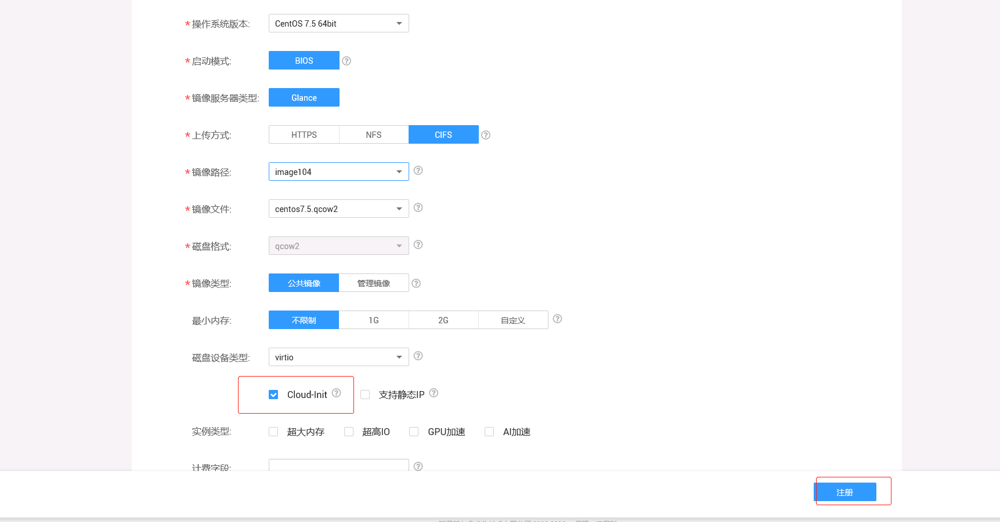 *操作系统版本: CentOS 7.5 64bit
*启动模式: BIOS ?
*镜像服务器类型: Glance
*上传方式: HTTPS NFS CIFS ?
*镜像路径: image104 ?
*镜像文件: centos7.5.qcow2 ?
*磁盘格式: qcow2 ?
*镜像类型: 公共镜像 管理镜像 ?
最小内存: 不限制 1G 2G 自定义 ?
磁盘设备类型: virtio ?
Cloud-Init ? 支持静态IP ?
实例类型: 超大内存 超高IO GPU加速 AI加速
计费字段: ?
注册